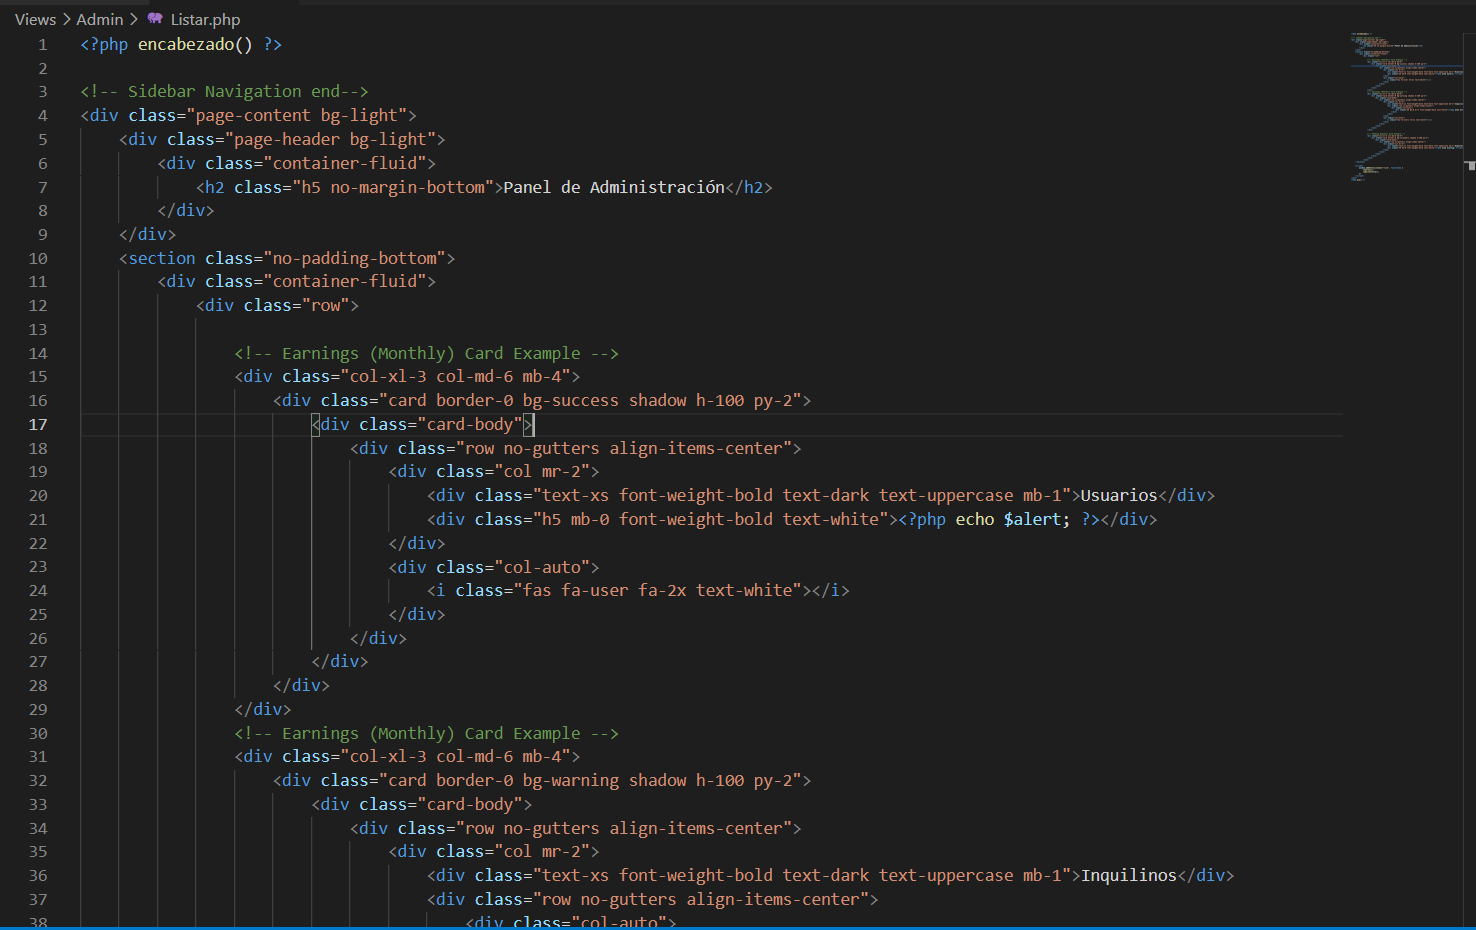 Views > Admin > Listar.php
1 <?php encabezado() ?>
2
3 <!-- Sidebar Navigation end-->
4 <div class="page-content bg-light">
5 <div class="page-header bg-light">
6 <div class="container-fluid">
7 <h2 class="h5 no-margin-bottom">Panel de Administración</h2>
8 </div>
9 </div>
10 <section class="no-padding-bottom">
11 <div class="container-fluid">
12 <div class="row">
13
14 <!-- Earnings (Monthly) Card Example -->
15 <div class="col-xl-3 col-md-6 mb-4">
16 <div class="card border-0 bg-success shadow h-100 py-2">
17 <div class="card-body">
18 <div class="row no-gutters align-items-center">
19 <div class="col mr-2">
20 <div class="text-xs font-weight-bold text-dark text-uppercase mb-1">Usuarios</div>
21 <div class="h5 mb-0 font-weight-bold text-white"><?php echo $alert; ?></div>
22 </div>
23 <div class="col-auto">
24 <i class="fas fa-user fa-2x text-white"></i>
25 </div>
26 </div>
27 </div>
28 </div>
29 </div>
30 <!-- Earnings (Monthly) Card Example -->
31 <div class="col-xl-3 col-md-6 mb-4">
32 <div class="card border-0 bg-warning shadow h-100 py-2">
33 <div class="card-body">
34 <div class="row no-gutters align-items-center">
35 <div class="col mr-2">
36 <div class="text-xs font-weight-bold text-dark text-uppercase mb-1">Inquilinos</div>
37 <div class="row no-gutters align-items-center">
38 <div class="col-auto">